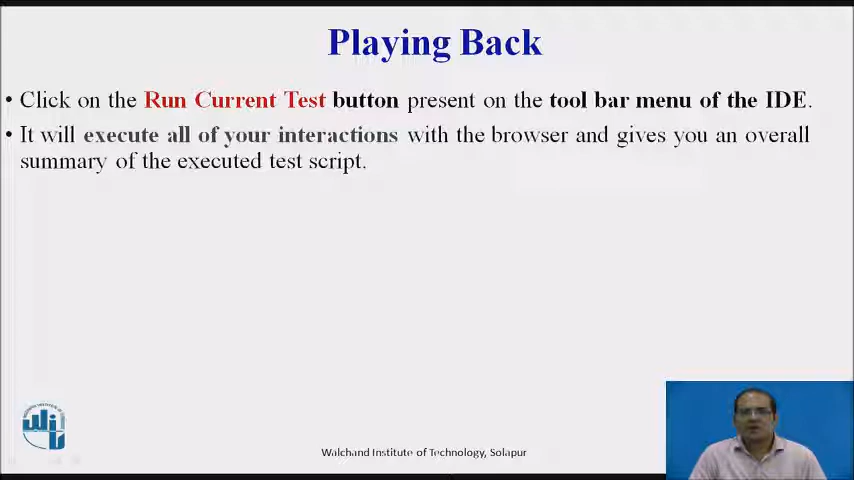 Playing Back
• Click on the Run Current Test button present on the tool bar menu of the IDE.
• It will execute all of your interactions with the browser and gives you an overall
summary of the executed test script.
Walchand Institute of Technology, Solapur